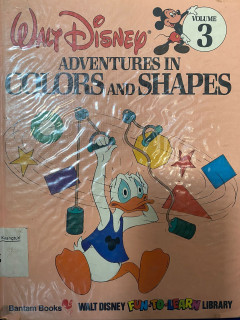 WALT DISNEY
VOLUME
3
ADVENTURES IN
COLORS AND SHAPES
Bantam Books
WALT DISNEY FUN-TO-LEARN LIBRARY